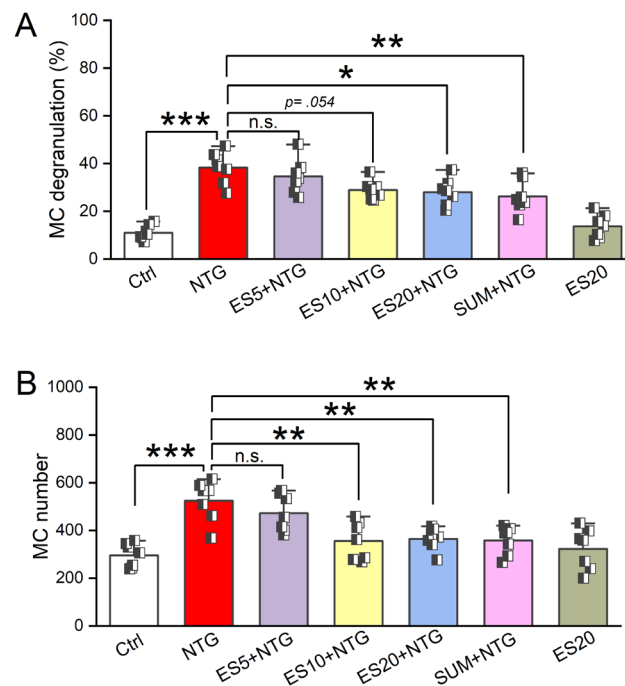 A
MC degranulation (%)
100
80
60
40
20
0
**
*
p= .054
***
n.s.
Ctrl
NTG
ES5+NTG
ES10+NTG
ES20+NTG
SUM+NTG
ES20
B
MC number
1000
800
600
400
200
0
**
**
**
***
n.s.
Ctrl
NTG
ES5+NTG
ES10+NTG
ES20+NTG
SUM+NTG
ES20